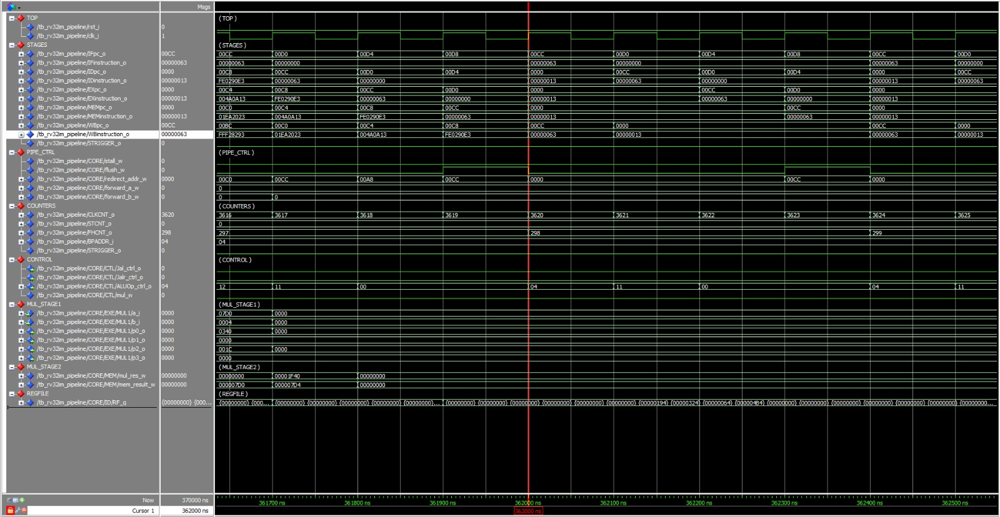 Msgs
TOP (TOP)
/tb_rv32im_pipeline/rst_i 0
/tb_rv32im_pipeline/clk_i 1
STAGES (STAGES)
/tb_rv32im_pipeline/IFpc_o 00CC 00CC 00D0 00D4 00D8 00CC 00D0 00D4 00D8 00CC 00D0
/tb_rv32im_pipeline/IFinstruction_o 00000063 00000063 00000000 00000063 00000000 00000063 00000000
/tb_rv32im_pipeline/IDpc_o 0000 00C8 00CC 00D0 00D4 0000 00CC 00D0 00D4 0000 00CC
/tb_rv32im_pipeline/IDinstruction_o 00000013 FE0290E3 00000063 00000000 00000013 00000063 00000000 00000013 00000063
/tb_rv32im_pipeline/EXpc_o 0000 00C4 00C8 00CC 00D0 0000 00CC 00D0 0000
/tb_rv32im_pipeline/EXinstruction_o 00000013 004A0A13 FE0290E3 00000063 00000000 00000013 00000063 00000000 00000013
/tb_rv32im_pipeline/MEMpc_o 0000 00C0 00C4 00C8 00CC 0000 00CC 0000
/tb_rv32im_pipeline/MEMinstruction_o 00000013 01EA2023 004A0A13 FE0290E3 00000063 00000013 00000063 00000013
/tb_rv32im_pipeline/WBpc_o 00CC 00BC 00C0 00C4 00C8 00CC 0000 00CC 0000
/tb_rv32im_pipeline/WBinstruction_o 00000063 FFF28293 01EA2023 004A0A13 FE0290E3 00000063 00000013 00000063 00000013
/tb_rv32im_pipeline/STRIGGER_o 0
PIPE_CTRL (PIPE_CTRL)
/tb_rv32im_pipeline/CORE/stall_w 0
/tb_rv32im_pipeline/CORE/flush_w 0
/tb_rv32im_pipeline/CORE/redirect_addr_w 0000 00C0 00CC 00A8 00CC 0000 00CC 0000
/tb_rv32im_pipeline/CORE/forward_a_w 0 0
/tb_rv32im_pipeline/CORE/forward_b_w 0 0 0
COUNTERS (COUNTERS)
/tb_rv32im_pipeline/CLKCNT_o 3620 3616 3617 3618 3619 3620 3621 3622 3623 3624 3625
/tb_rv32im_pipeline/STCNT_o 0 0
/tb_rv32im_pipeline/FHCNT_o 298 297 298 299
/tb_rv32im_pipeline/BPADDR_i 04 04
/tb_rv32im_pipeline/STRIGGER_o 0
CONTROL (CONTROL)
/tb_rv32im_pipeline/CORE/CTL/Jal_ctrl_o 0
/tb_rv32im_pipeline/CORE/CTL/Jalr_ctrl_o 0
/tb_rv32im_pipeline/CORE/CTL/ALUOp_ctrl_o 04 12 11 00 04 11 00 04 11
/tb_rv32im_pipeline/CORE/CTL/mul_w 0
MUL_STAGE1 (MUL_STAGE1)
/tb_rv32im_pipeline/CORE/EXE/MUL1/a_i 0000 07D0 0000
/tb_rv32im_pipeline/CORE/EXE/MUL1/b_i 0000 0004 0000
/tb_rv32im_pipeline/CORE/EXE/MUL1/p0_o 0000 0340 0000
/tb_rv32im_pipeline/CORE/EXE/MUL1/p1_o 0000 0000
/tb_rv32im_pipeline/CORE/EXE/MUL1/p2_o 0000 001C 0000
/tb_rv32im_pipeline/CORE/EXE/MUL1/p3_o 0000 0000
MUL_STAGE2 (MUL_STAGE2)
/tb_rv32im_pipeline/CORE/MEM/mul_res_w 00000000 00000000 00001F40 00000000
/tb_rv32im_pipeline/CORE/MEM/mem_result_w 00000000 000007D0 000007D4 00000000
REGFILE (REGFILE)
/tb_rv32im_pipeline/CORE/ID/RF_q {00000000} {000... {00000000} {000... {00000000} {00000000} {00000000} {00000000}... {00000000} {00000000} {00000000} {00000000} {00000194} {00000324} {00000064} {000004B4} {00000000} {00000000} {00000000} {0000000...
Now 370000 ns 361700 ns 361800 ns 361900 ns 362000 ns 362100 ns 362200 ns 362300 ns 362400 ns 362500 ns
Cursor 1 362000 ns 362000 ns